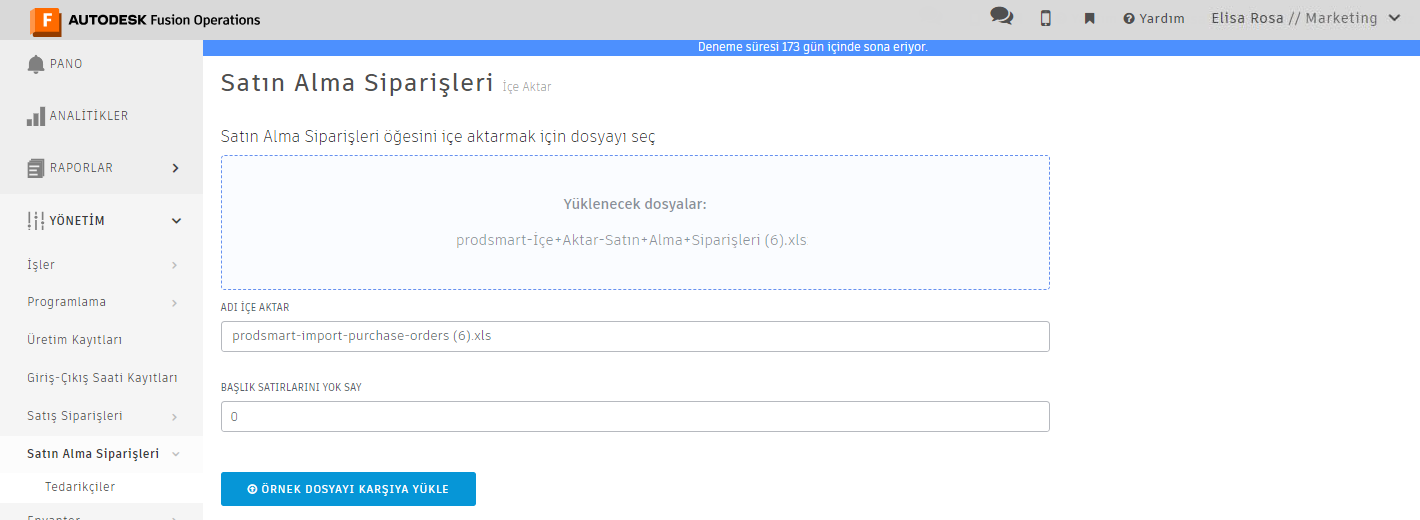 F AUTODESK Fusion Operations
Yardım
Elisa Rosa // Marketing
Deneme süresi 173 gün içinde sona eriyor.
PANO
ANALİTİKLER
RAPORLAR
YÖNETİM
İşler
Programlama
Üretim Kayıtları
Giriş-Çıkış Saati Kayıtları
Satış Siparişleri
Satın Alma Siparişleri
Tedarikçiler
Envanter
Satın Alma Siparişleri İçe Aktar
Satın Alma Siparişleri öğesini içe aktarmak için dosyayı seç
Yüklenecek dosyalar:
prodsmart-İçe+Aktar-Satın+Alma+Siparişleri (6).xls
ADI İÇE AKTAR
prodsmart-import-purchase-orders (6).xls
BAŞLIK SATIRLARINI YOK SAY
0
ÖRNEK DOSYAYI KARŞIYA YÜKLE